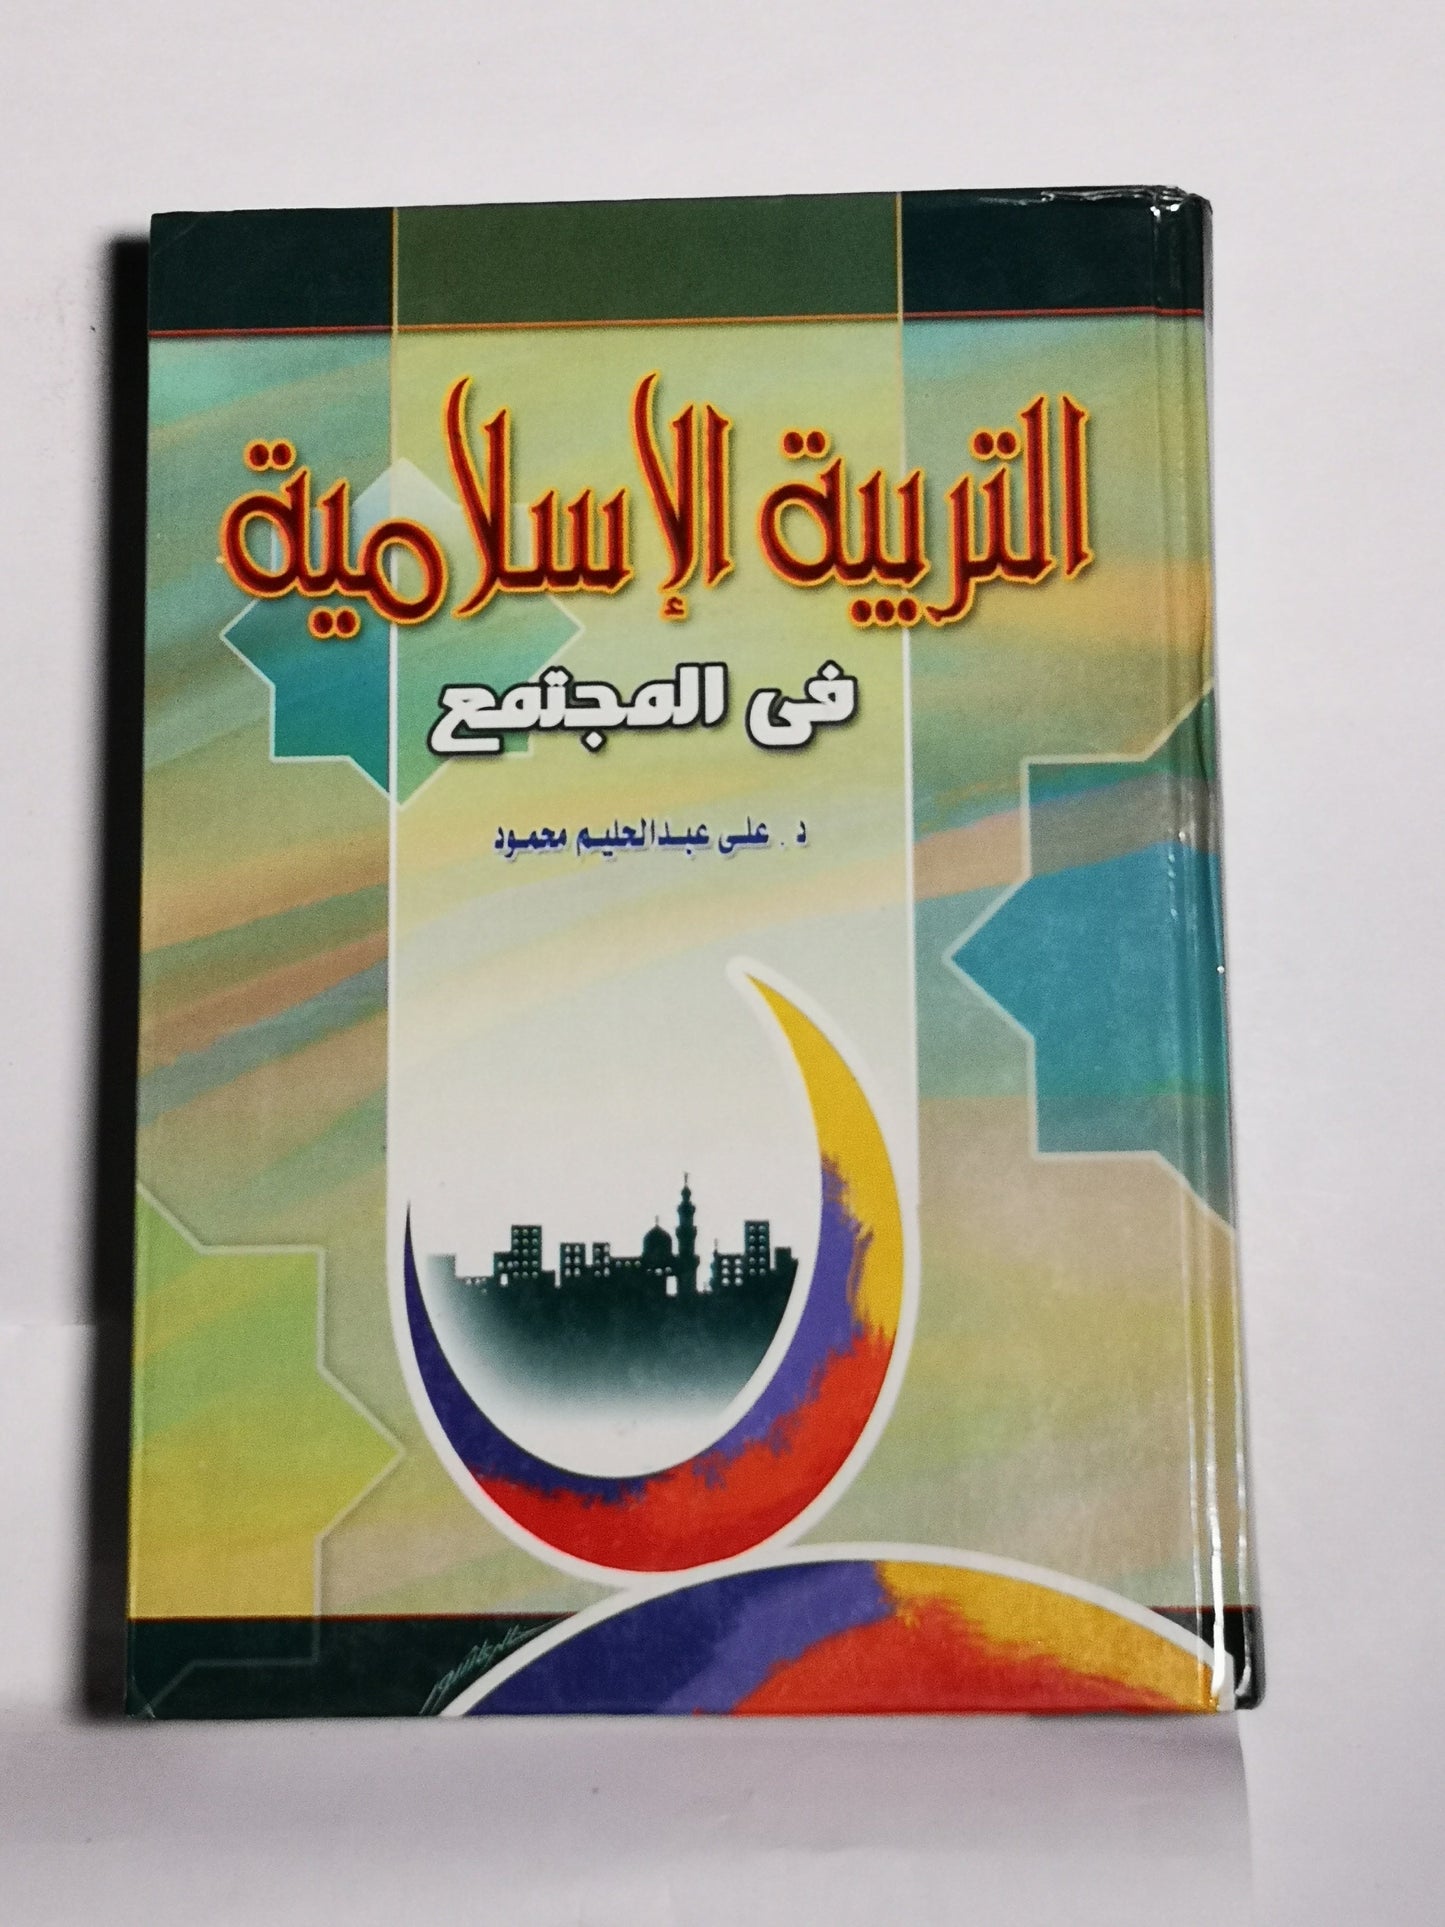 التربية الإسلامية
فى المجتمع
د. على عبدالحليم محمود